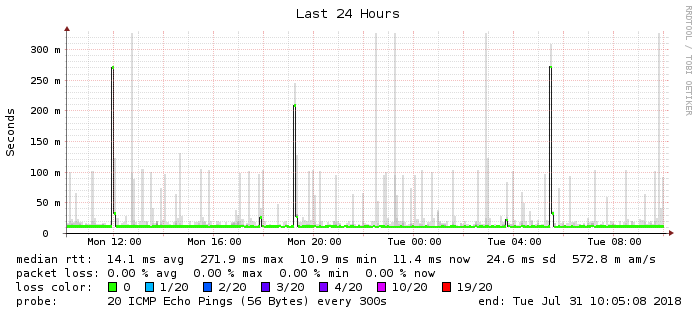 Last 24 Hours
RRDTOOL / TOBI OETIKER
Seconds
300 m
250 m
200 m
150 m
100 m
50 m
0
Mon 12:00 Mon 16:00 Mon 20:00 Tue 00:00 Tue 04:00 Tue 08:00
median rtt: 14.1 ms avg 271.9 ms max 10.9 ms min 11.4 ms now 24.6 ms sd 572.8 m am/s
packet loss: 0.00 % avg 0.00 % max 0.00 % min 0.00 % now
loss color: 0 1/20 2/20 3/20 4/20 10/20 19/20
probe: 20 ICMP Echo Pings (56 Bytes) every 300s end: Tue Jul 31 10:05:08 2018